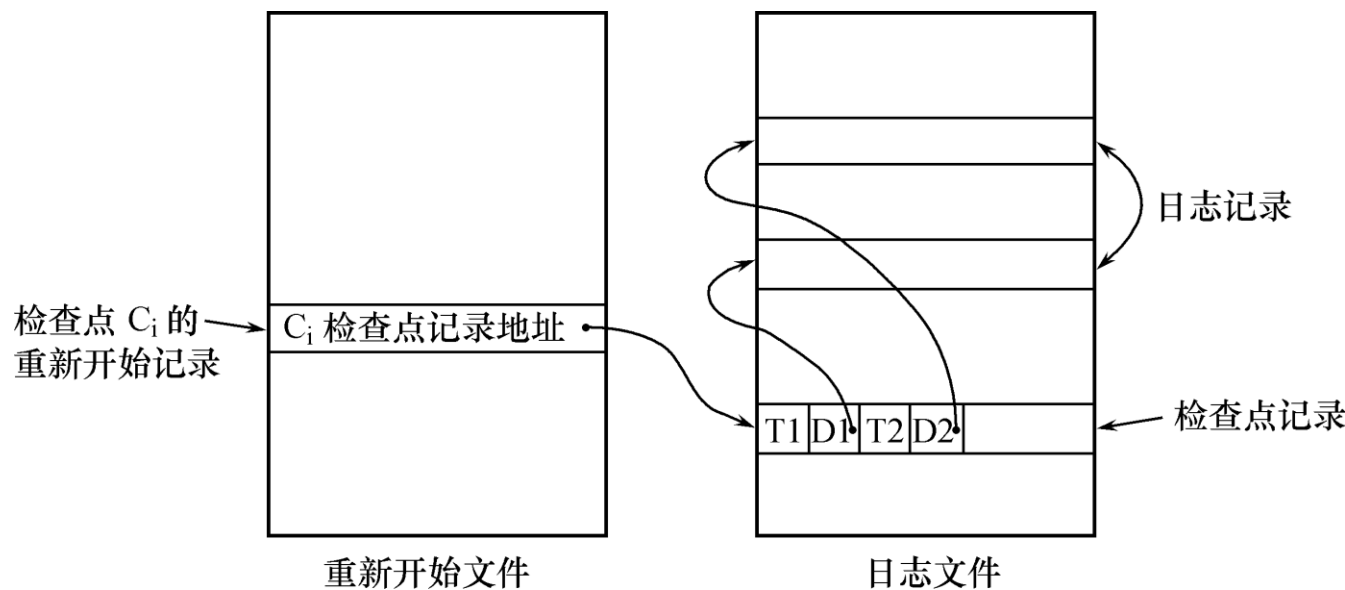 日志记录
检查点 Ci 的
重新开始记录
Ci 检查点记录地址
T1 D1 T2 D2
检查点记录
重新开始文件
日志文件